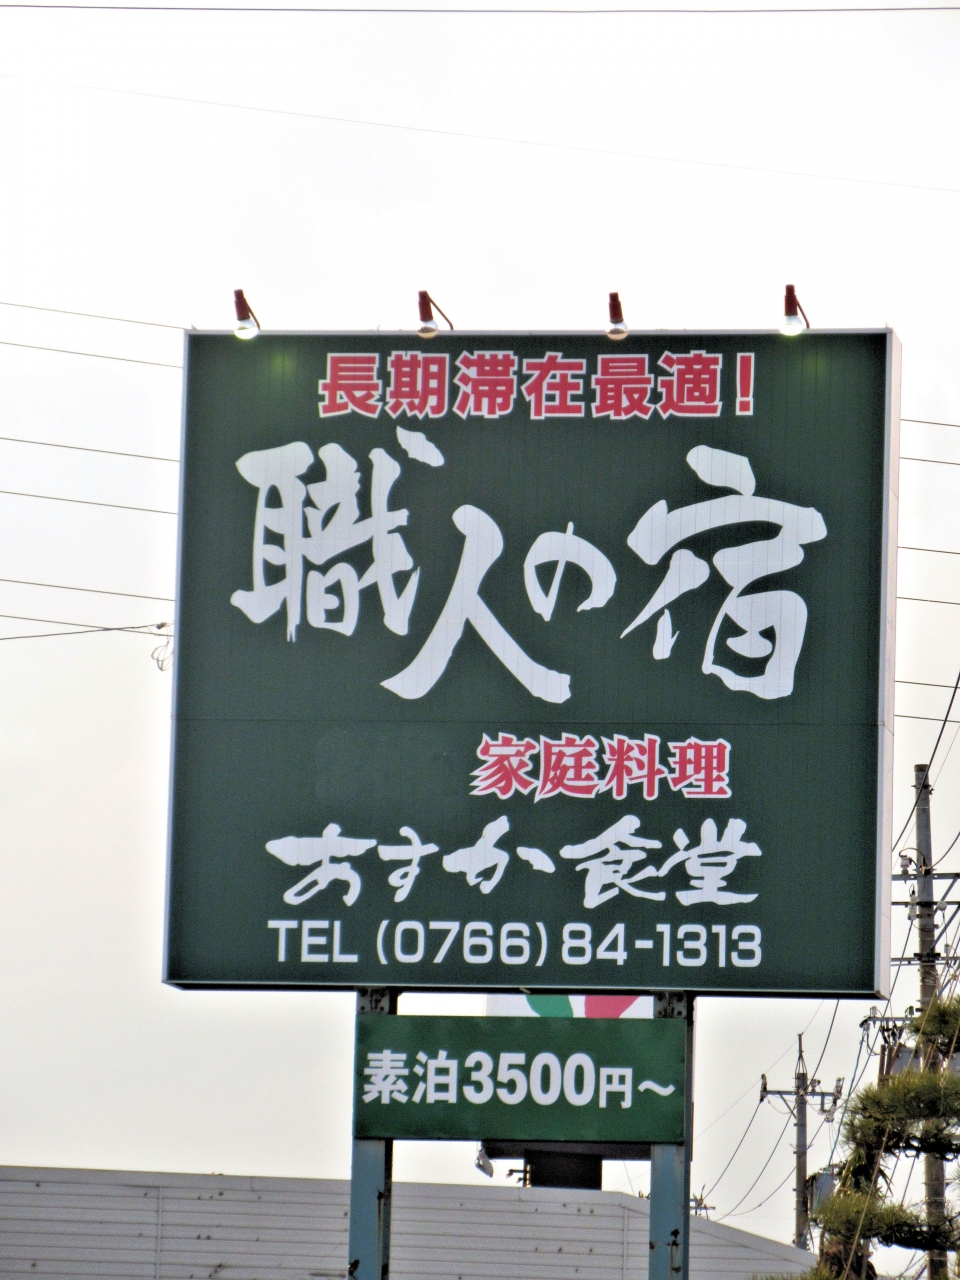 長期滞在最適!
職人の宿
家庭料理
あすか食堂
TEL(0766)84-1313
素泊3500円～